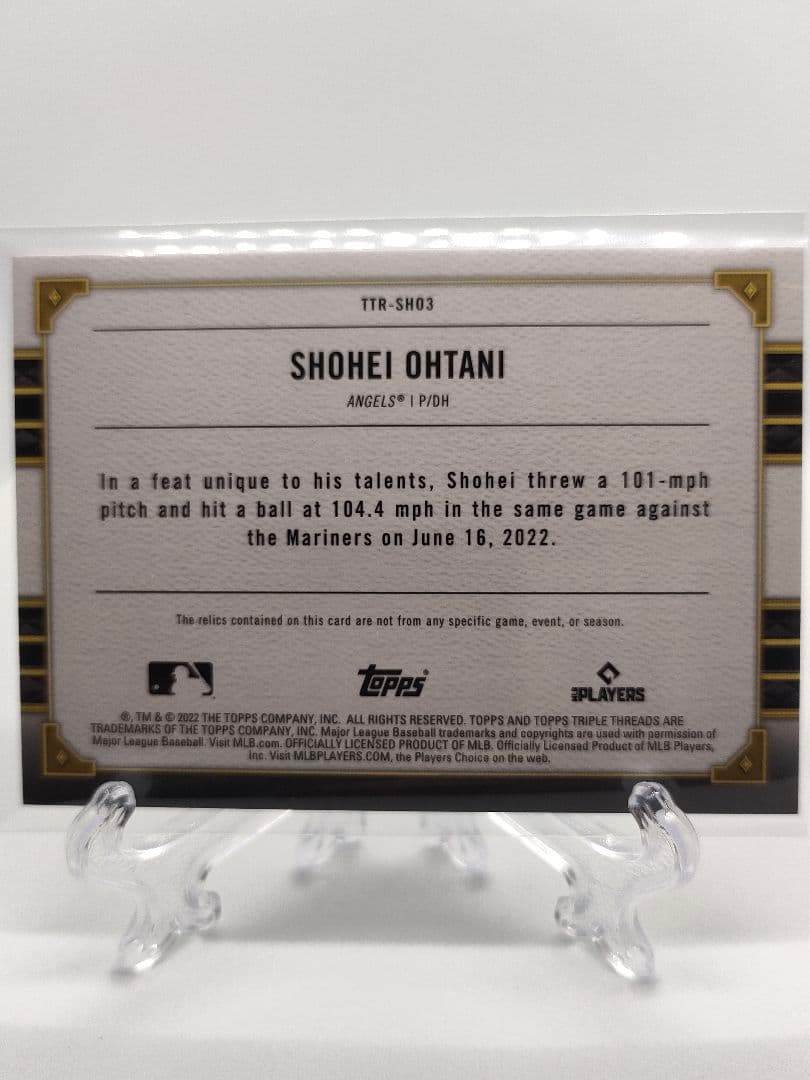 TTR-SHO3
SHOHEI OHTANI
ANGELS® | P/DH
In a feat unique to his talents, Shohei threw a 101-mph
pitch and hit a ball at 104.4 mph in the same game against
the Mariners on June 16, 2022.
The relics contained on this card are not from any specific game, event, or season.
Topps®
MLB PLAYERS
®, TM & © 2022 THE TOPPS COMPANY, INC. ALL RIGHTS RESERVED. TOPPS AND TOPPS TRIPLE THREADS ARE
TRADEMARKS OF THE TOPPS COMPANY, INC. Major League Baseball trademarks and copyrights are used with permission of
Major League Baseball. Visit MLB.com. OFFICIALLY LICENSED PRODUCT OF MLB. Officially Licensed Product of MLB Players,
Inc. Visit MLBPLAYERS.COM, the Players Choice on the web.